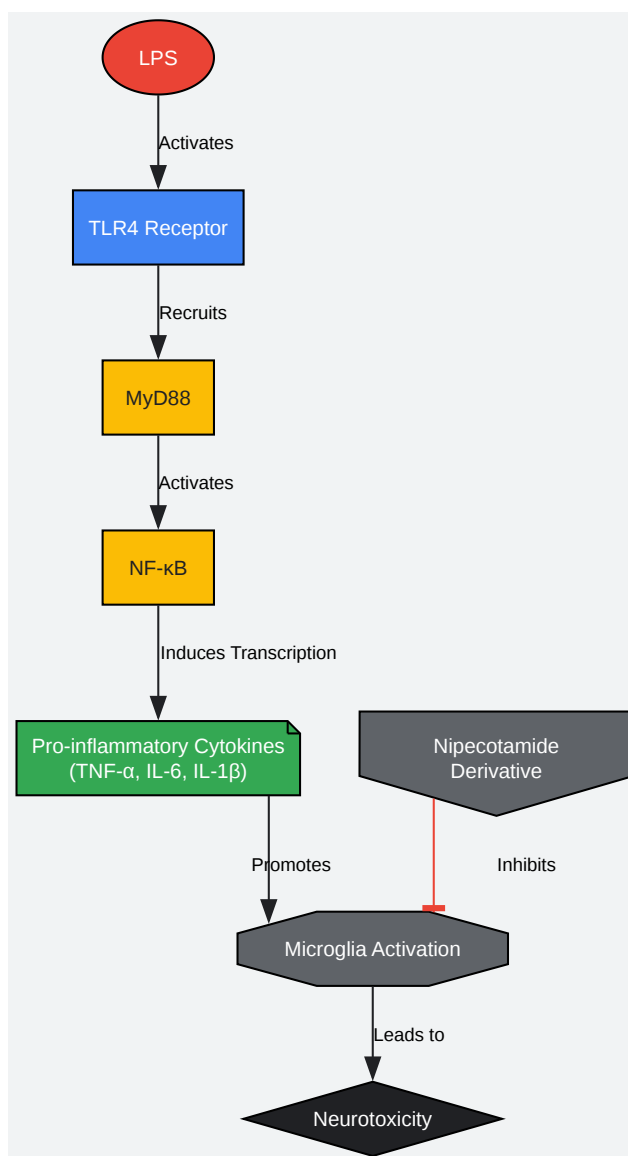 LPS
Activates
TLR4 Receptor
Recruits
MyD88
Activates
NF-κB
Induces Transcription
Pro-inflammatory Cytokines
(TNF-α, IL-6, IL-1β)
Nipecotamide
Derivative
Promotes
Inhibits
Microglia Activation
Leads to
Neurotoxicity